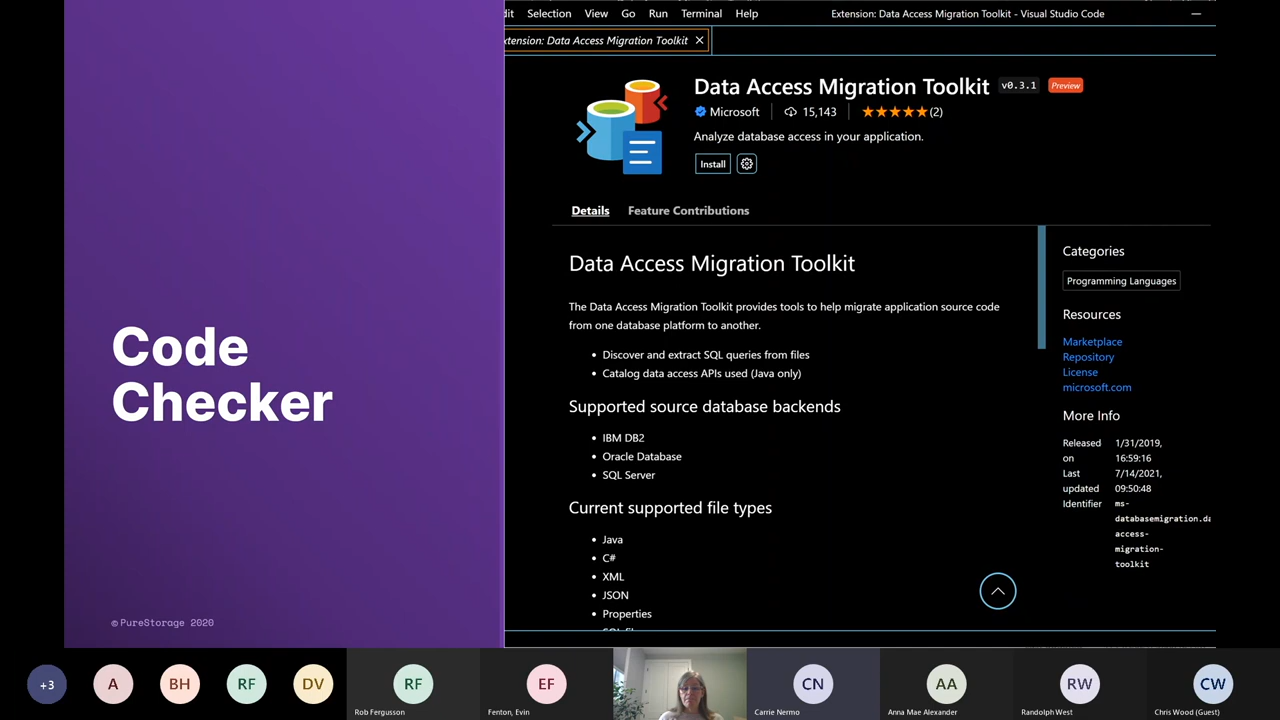 dit Selection View Go Run Terminal Help
Extension: Data Access Migration Toolkit - Visual Studio Code
xtension: Data Access Migration Toolkit
Data Access Migration Toolkit v0.3.1 Preview
Microsoft 15,143 (2)
Analyze database access in your application.
Install
Details Feature Contributions
Data Access Migration Toolkit
The Data Access Migration Toolkit provides tools to help migrate application source code
from one database platform to another.
Discover and extract SQL queries from files
Catalog data access APIs used (Java only)
Supported source database backends
IBM DB2
Oracle Database
SQL Server
Current supported file types
Java
C#
XML
JSON
Properties
Categories
Programming Languages
Resources
Marketplace
Repository
License
microsoft.com
More Info
Released on 1/31/2019, 16:59:16
Last updated 7/14/2021, 09:50:48
Identifier ms-
databasemigration.da
access-
migration-
toolkit
Code
Checker
© PureStorage 2020
+3
A
BH
RF
DV
RF
Rob Fergusson
EF
Fenton, Evin
CN
Carrie Nermo
AA
Anna Mae Alexander
RW
Randolph West
CW
Chris Wood (Guest)